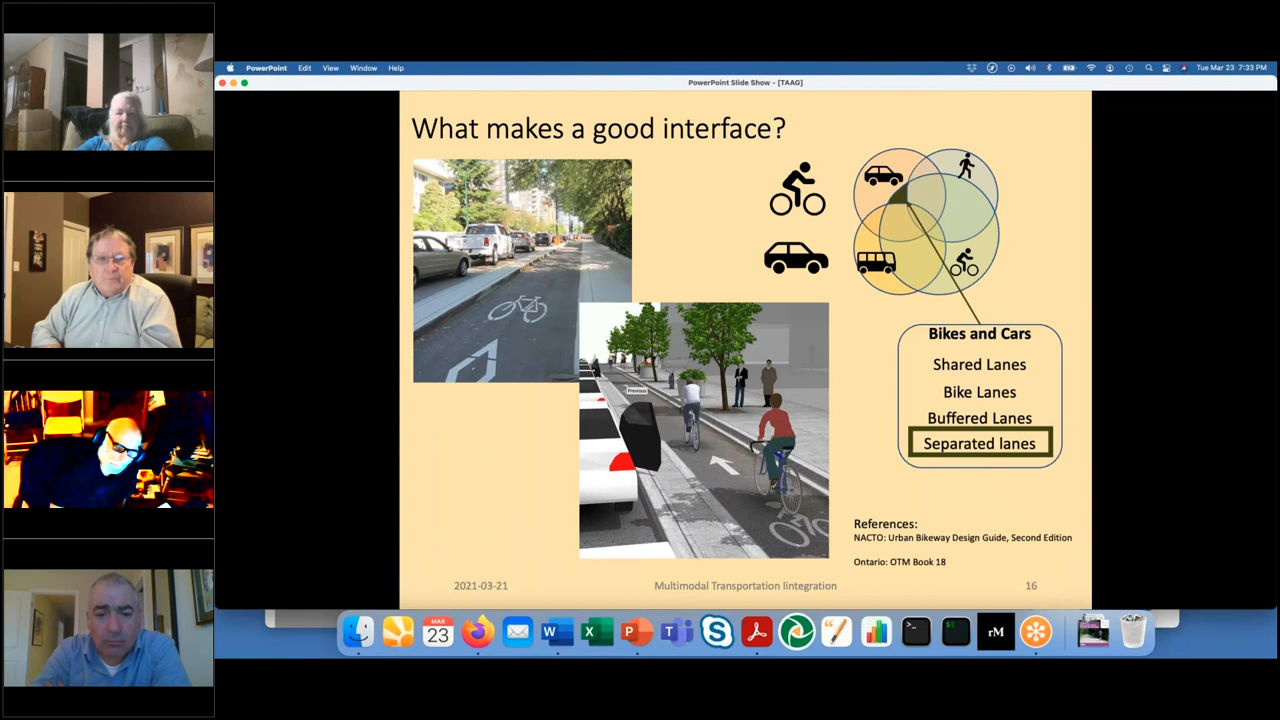 PowerPoint Edit View Window Help
Tue Mar 23 7:33 PM
PowerPoint Slide Show - [TAAG]
What makes a good interface?
Bikes and Cars
Shared Lanes
Bike Lanes
Buffered Lanes
Separated lanes
Previous
References:
NACTO: Urban Bikeway Design Guide, Second Edition
Ontario: OTM Book 18
2021-03-21
Multimodal Transportation Iintegration
16
MAR
23
W
X
P
T
S
>_
$
rM